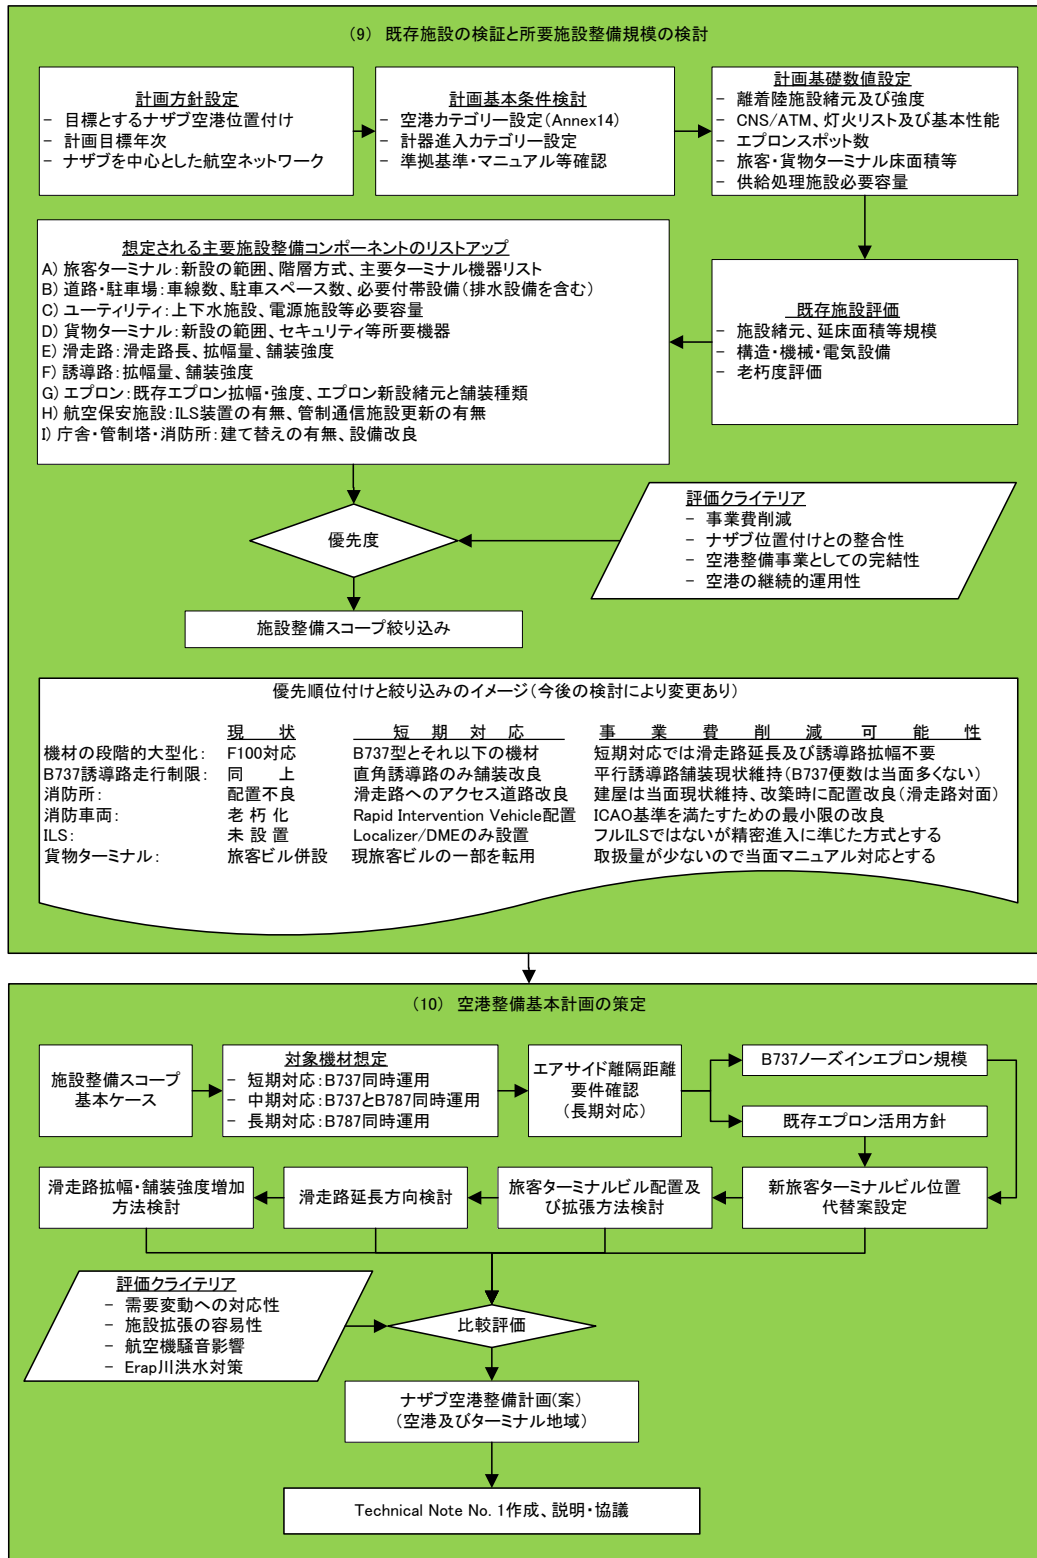 (9) 既存施設の検証と所要施設整備規模の検討
計画方針設定
- 目標とするナザブ空港位置付け
- 計画目標年次
- ナザブを中心とした航空ネットワーク
計画基本条件検討
- 空港カテゴリー設定(Annex14)
- 計器進入カテゴリー設定
- 準拠基準・マニュアル等確認
計画基礎数値設定
- 離着陸施設緒元及び強度
- CNS/ATM、灯火リスト及び基本性能
- エプロンスポット数
- 旅客・貨物ターミナル床面積等
- 供給処理施設必要容量
既存施設評価
- 施設緒元、延床面積等規模
- 構造・機械・電気設備
- 老朽度評価
想定される主要施設整備コンポーネントのリストアップ
A) 旅客ターミナル:新設の範囲、階層方式、主要ターミナル機器リスト
B) 道路・駐車場:車線数、駐車スペース数、必要付帯設備(排水設備を含む)
C) ユーティリティ:上下水施設、電源施設等必要容量
D) 貨物ターミナル:新設の範囲、セキュリティ等所要機器
E) 滑走路:滑走路長、拡幅量、舗装強度
F) 誘導路:拡幅量、舗装強度
G) エプロン:既存エプロン拡幅・強度、エプロン新設緒元と舗装種類
H) 航空保安施設:ILS装置の有無、管制通信施設更新の有無
I) 庁舎・管制塔・消防所:建て替えの有無、設備改良
優先度
評価クライテリア
- 事業費削減
- ナザブ位置付けとの整合性
- 空港整備事業としての完結性
- 空港の継続的運用性
施設整備スコープ絞り込み
優先順位付けと絞り込みのイメージ(今後の検討により変更あり)
現 状 短 期 対 応 事 業 費 削 減 可 能 性
機材の段階的大型化: F100対応 B737型とそれ以下の機材 短期対応では滑走路延長及び誘導路拡幅不要
B737誘導路走行制限: 同 上 直角誘導路のみ舗装改良 平行誘導路舗装現状維持(B737便数は当面多くない)
消防所: 配置不良 滑走路へのアクセス道路改良 建屋は当面現状維持、改築時に配置改良(滑走路対面)
消防車両: 老 朽 化 Rapid Intervention Vehicle配置 ICAO基準を満たすための最小限の改良
ILS: 未 設 置 Localizer/DMEのみ設置 フルILSではないが精密進入に準じた方式とする
貨物ターミナル: 旅客ビル併設 現旅客ビルの一部を転用 取扱量が少ないので当面マニュアル対応とする
(10) 空港整備基本計画の策定
施設整備スコープ
基本ケース
対象機材想定
- 短期対応:B737同時運用
- 中期対応:B737とB787同時運用
- 長期対応:B787同時運用
エアサイド離隔距離
要件確認
(長期対応)
B737ノーズインエプロン規模
既存エプロン活用方針
新旅客ターミナルビル位置
代替案設定
旅客ターミナルビル配置及
び拡張方法検討
滑走路延長方向検討
滑走路拡幅・舗装強度増加
方法検討
評価クライテリア
- 需要変動への対応性
- 施設拡張の容易性
- 航空機騒音影響
- Erap川洪水対策
比較評価
ナザブ空港整備計画(案)
(空港及びターミナル地域)
Technical Note No. 1作成、説明・協議